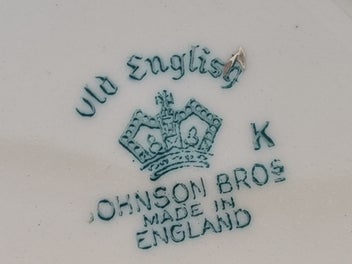 Old English
K
JOHNSON BROS
MADE IN
ENGLAND